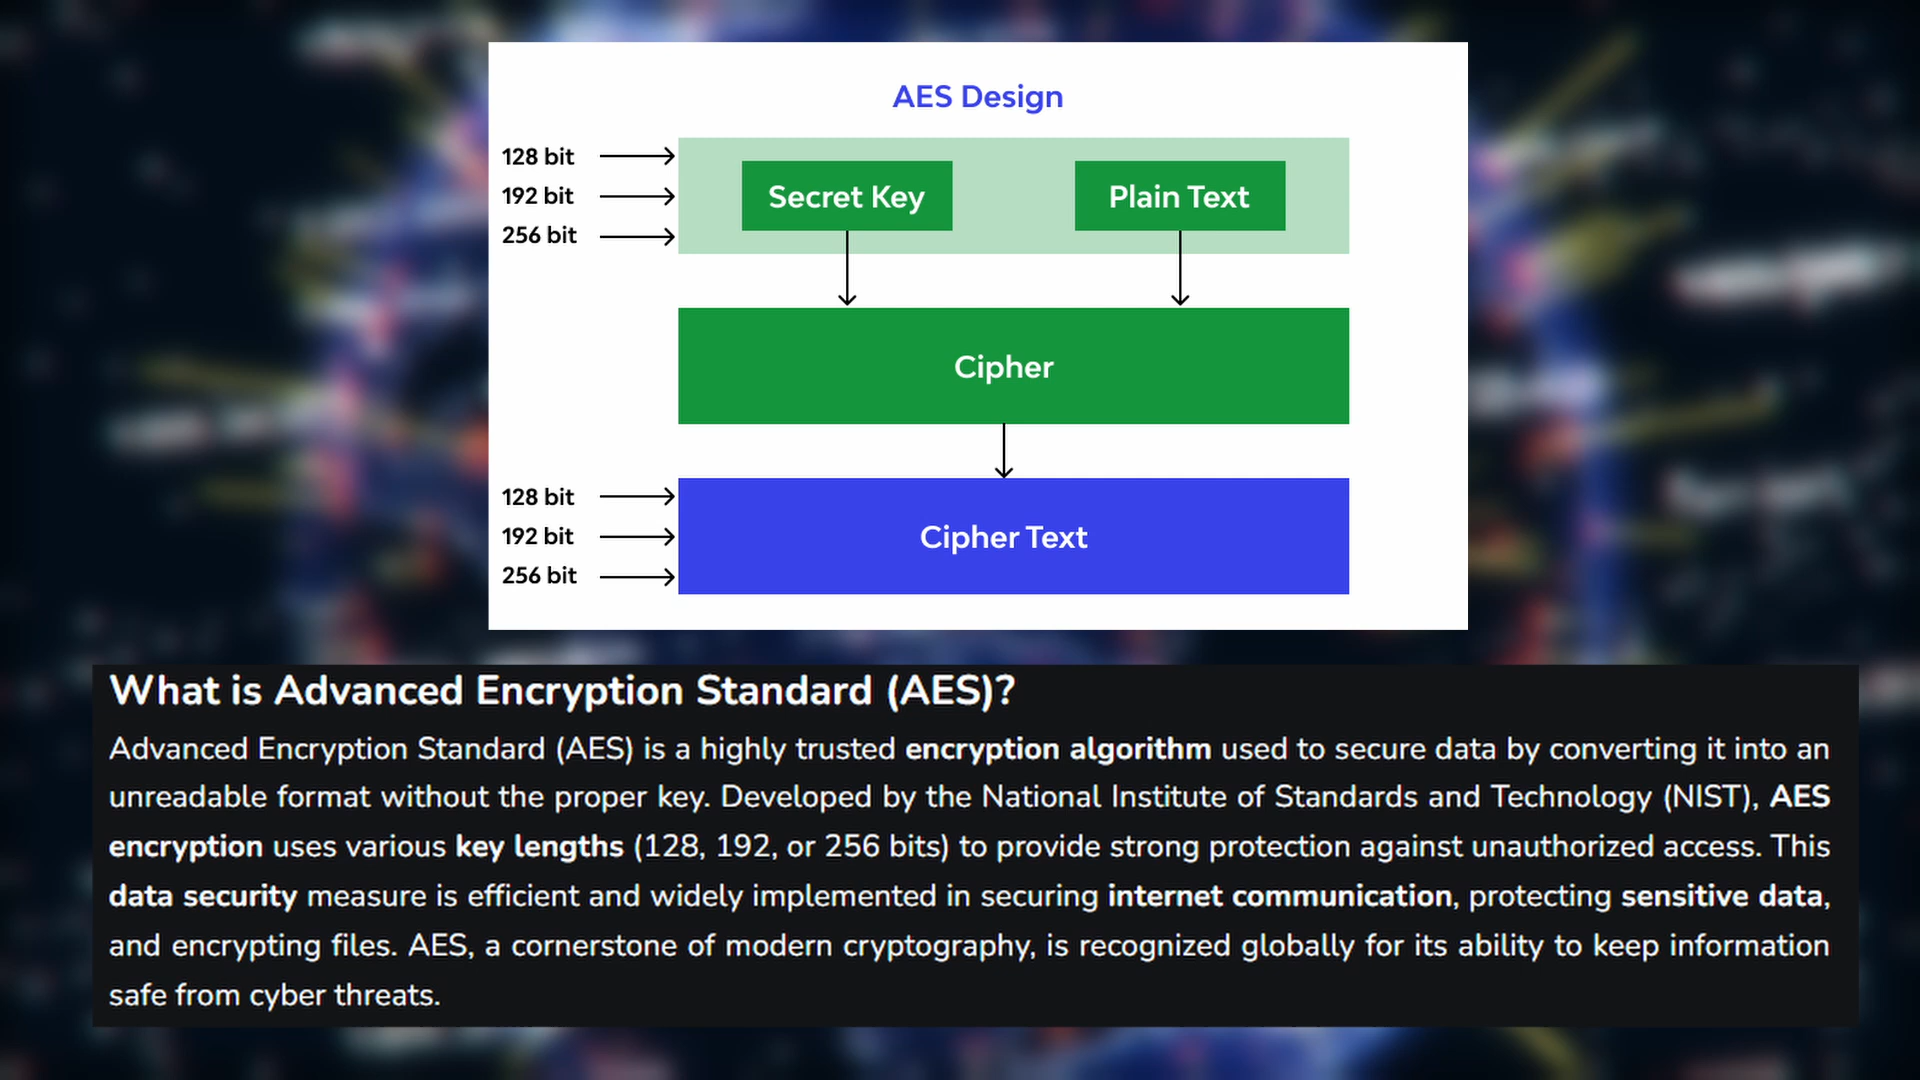 AES Design
128 bit
192 bit
256 bit
Secret Key
Plain Text
Cipher
128 bit
192 bit
256 bit
Cipher Text
What is Advanced Encryption Standard (AES)?
Advanced Encryption Standard (AES) is a highly trusted encryption algorithm used to secure data by converting it into an
unreadable format without the proper key. Developed by the National Institute of Standards and Technology (NIST), AES
encryption uses various key lengths (128, 192, or 256 bits) to provide strong protection against unauthorized access. This
data security measure is efficient and widely implemented in securing internet communication, protecting sensitive data,
and encrypting files. AES, a cornerstone of modern cryptography, is recognized globally for its ability to keep information
safe from cyber threats.